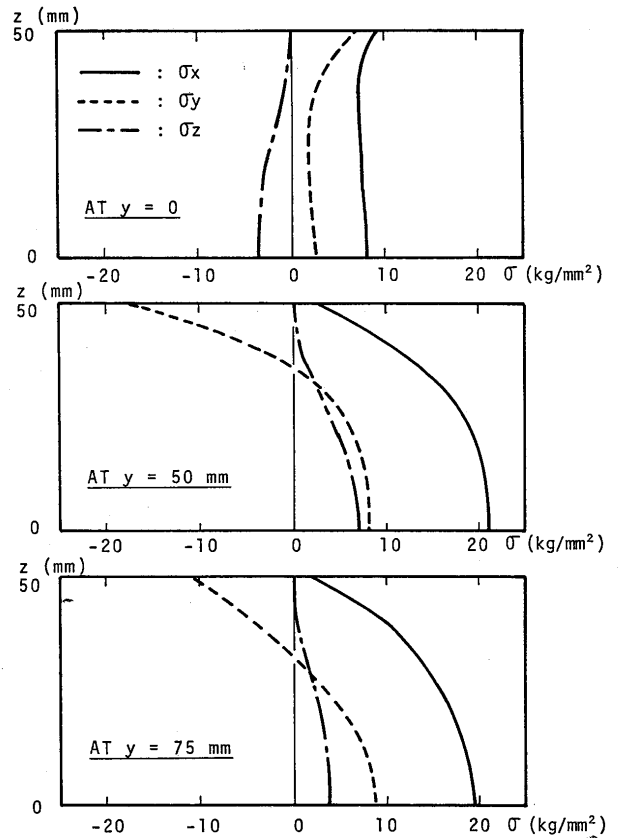 z (mm)
50
: σx
: σy
: σz
AT y = 0
0
-20 -10 0 10 20 σ (kg/mm²)
z (mm)
50
AT y = 50 mm
0
-20 -10 0 10 20 σ (kg/mm²)
z (mm)
50
AT y = 75 mm
0
-20 -10 0 10 20 σ (kg/mm²)